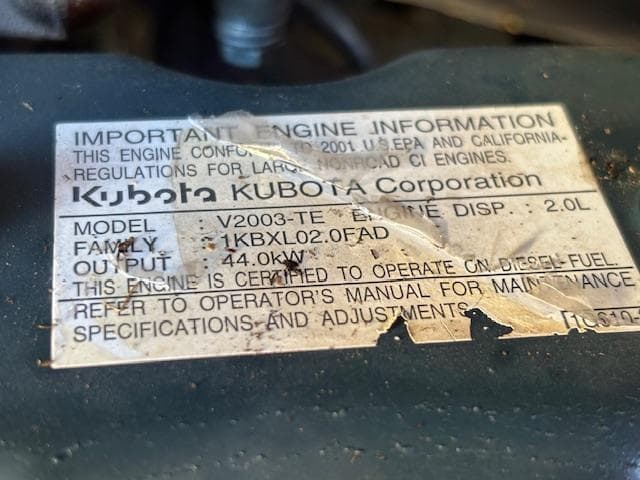 IMPORTANT ENGINE INFORMATION
THIS ENGINE CONFO TO 2001 U.S.EPA AND CALIFORNIA
REGULATIONS FOR LARGE NONROAD CI ENGINES.
Kubota KUBOTA Corporation
MODEL : V2003-TE ENGINE DISP. : 2.0L
FAMILY : 1KBXL02.0FAD
OUTPUT : 44.0kW
THIS ENGINE IS CERTIFIED TO OPERATE ON DIESEL FUEL.
REFER TO OPERATOR'S MANUAL FOR MAINTENANCE
SPECIFICATIONS AND ADJUSTMENTS